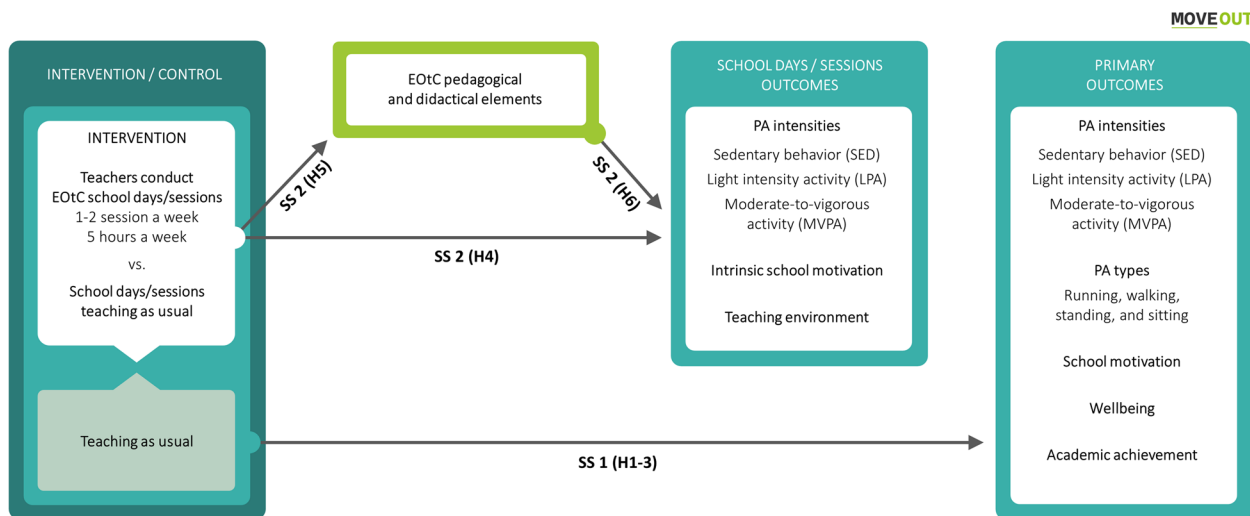 MOVEOUT
INTERVENTION / CONTROL
INTERVENTION
Teachers conduct
EOtC school days/sessions
1-2 session a week
5 hours a week
vs.
School days/sessions
teaching as usual
Teaching as usual
EOtC pedagogical
and didactical elements
SS 2 (H5)
SS 2 (H6)
SS 2 (H4)
SS 1 (H1-3)
SCHOOL DAYS / SESSIONS
OUTCOMES
PA intensities
Sedentary behavior (SED)
Light intensity activity (LPA)
Moderate-to-vigorous
activity (MVPA)
Intrinsic school motivation
Teaching environment
PRIMARY
OUTCOMES
PA intensities
Sedentary behavior (SED)
Light intensity activity (LPA)
Moderate-to-vigorous
activity (MVPA)
PA types
Running, walking,
standing, and sitting
School motivation
Wellbeing
Academic achievement